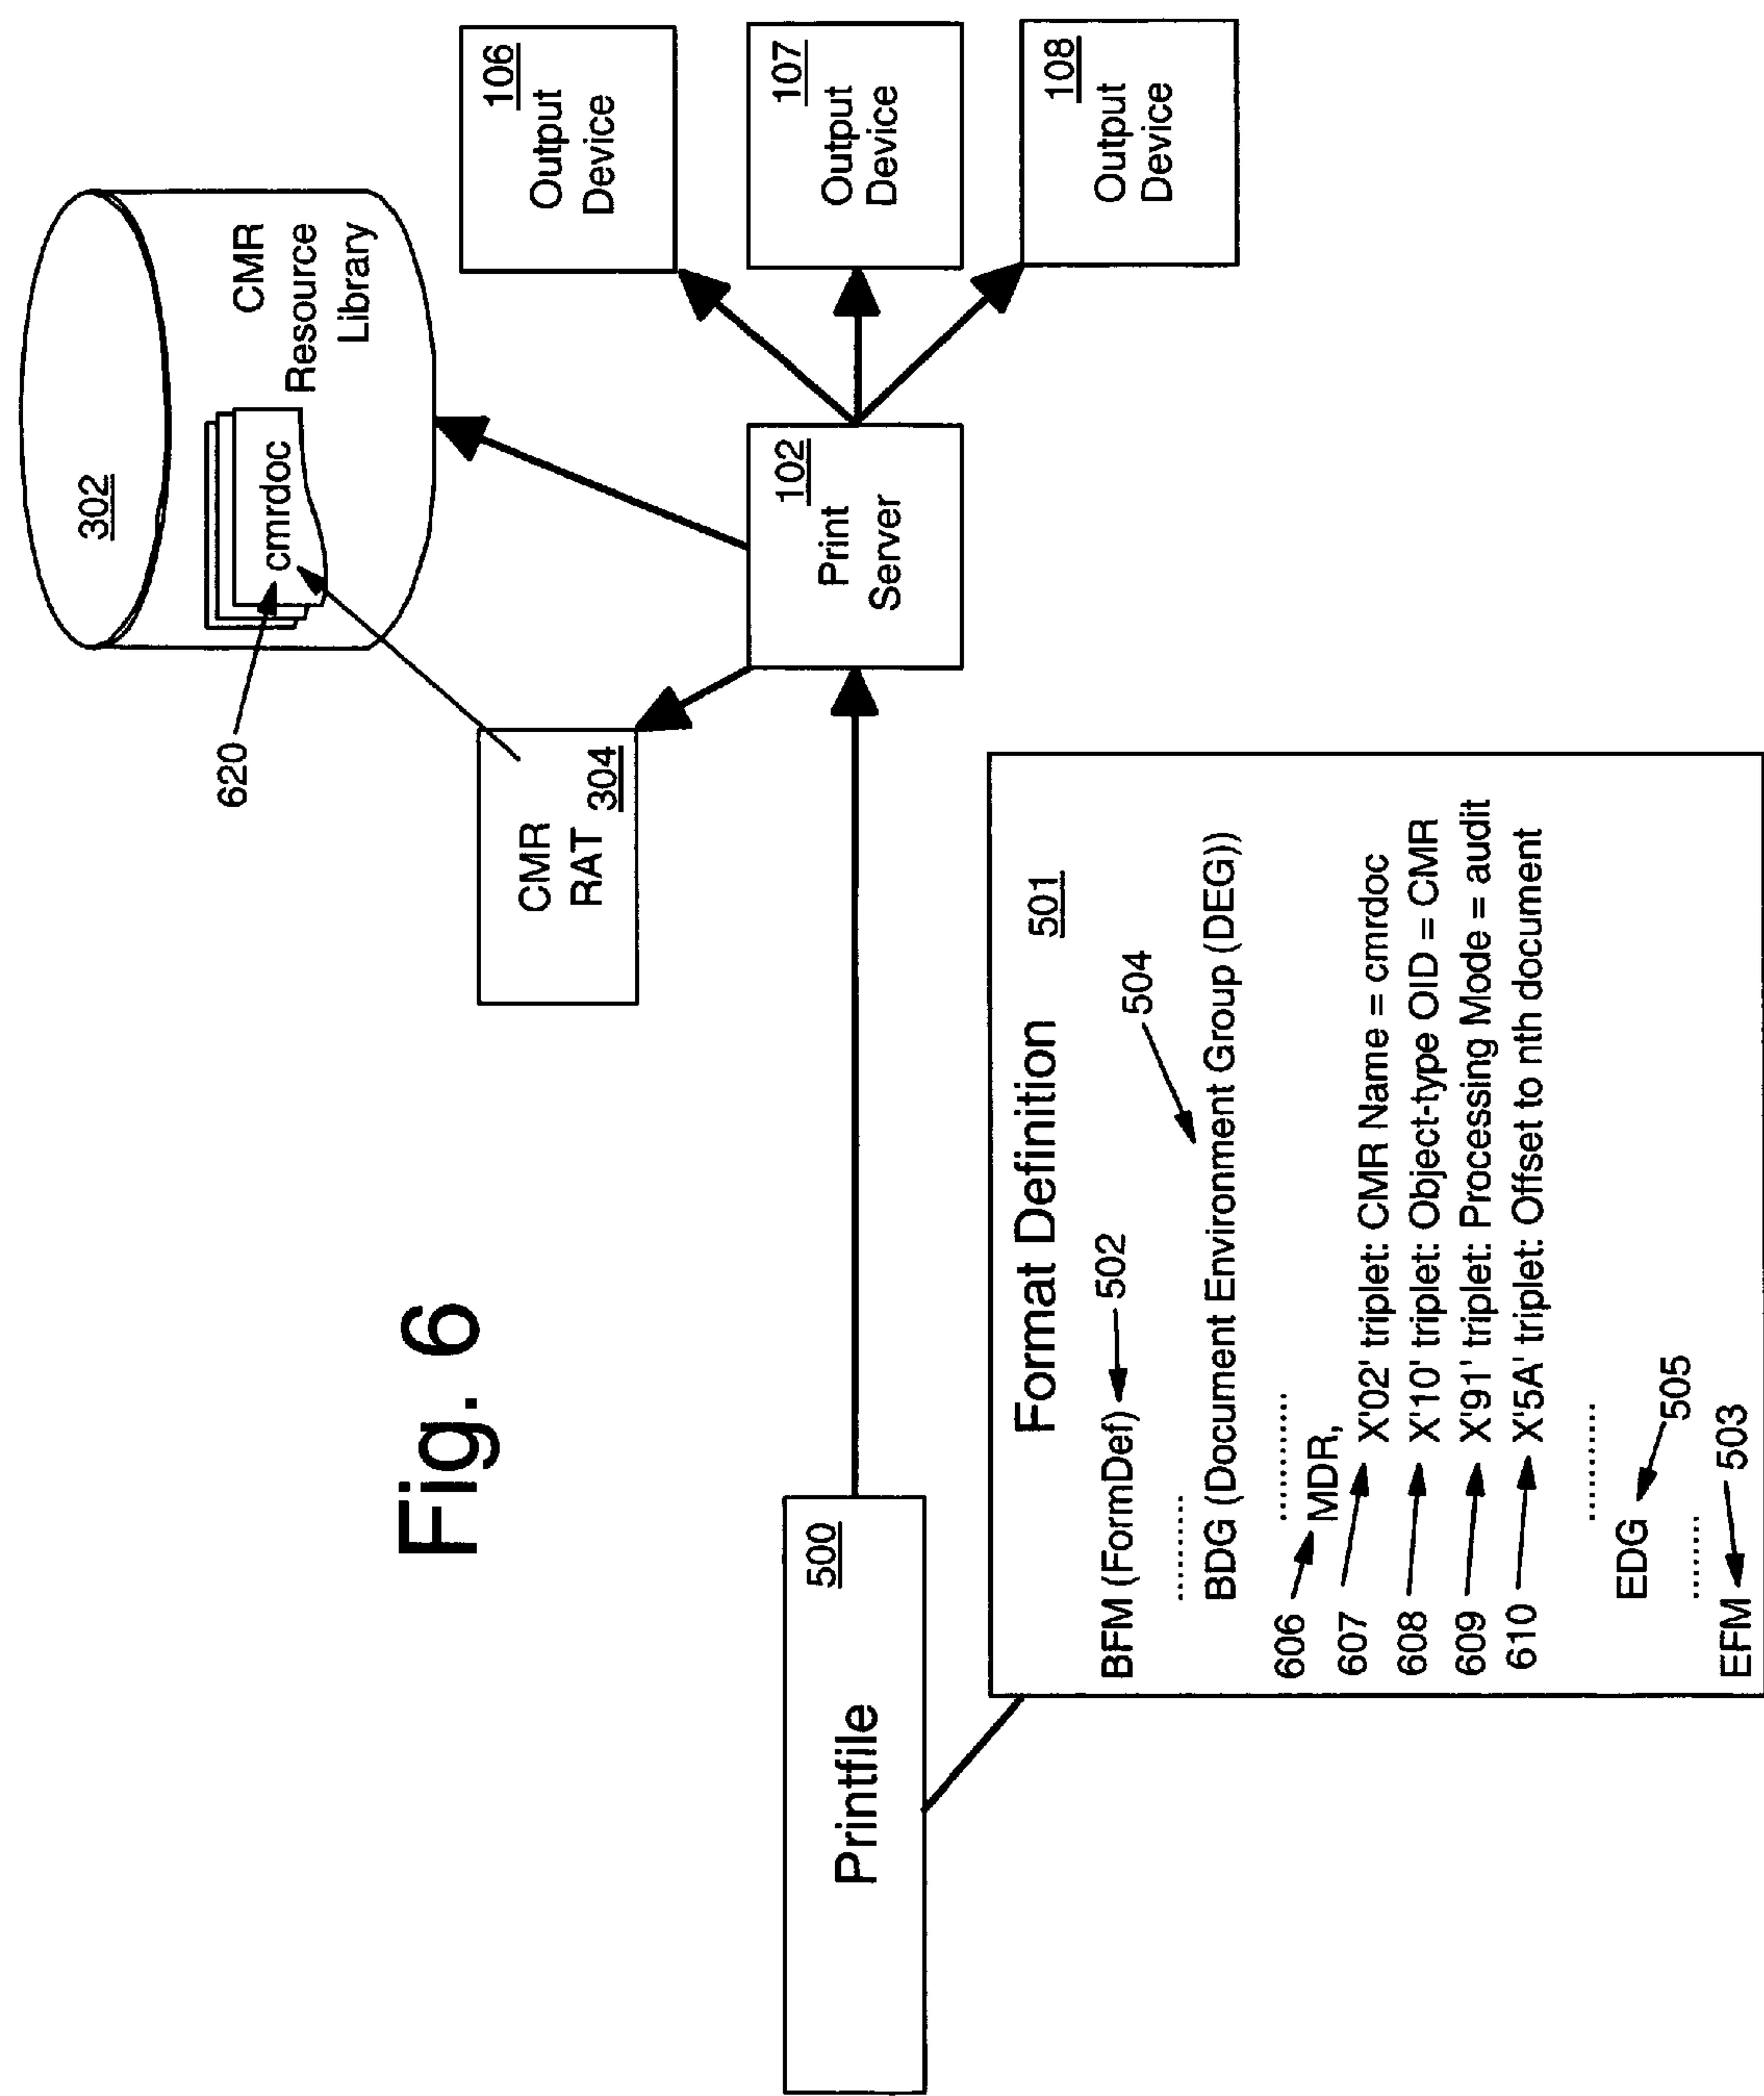 Fig. 6
302
CMR
Resource
Library
cmrdoc
620
CMR
RAT 304
106
Output
Device
107
Output
Device
108
Output
Device
102
Print
Server
500
Printfile
Format Definition 501
BFM (FormDef) 502
..........
BDG (Document Environment Group (DEG)) 504
............
606 MDR,
607 X'02' triplet: CMR Name = cmrdoc
608 X'10' triplet: Object-type OID = CMR
609 X'91' triplet: Processing Mode = audit
610 X'5A' triplet: Offset to nth document
............
EDG 505
........
EFM 503